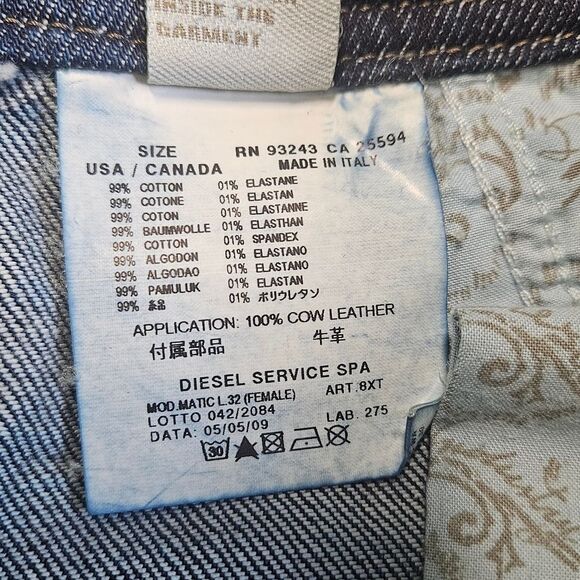 INSIDE THE
GARMENT
SIZE RN 93243 CA 25594
USA / CANADA MADE IN ITALY
99% COTTON 01% ELASTANE
99% COTONE 01% ELASTAN
99% COTON 01% ELASTANNE
99% BAUMWOLLE 01% ELASTHAN
99% COTTON 01% SPANDEX
99% ALGODON 01% ELASTANO
99% ALGODAO 01% ELASTANO
99% PAMULUK 01% ELASTAN
99% 綿 01% ポリウレタン
APPLICATION: 100% COW LEATHER
付属部品 牛革
DIESEL SERVICE SPA
MOD.MATIC L.32 (FEMALE) ART.8XT
LOTTO 042/2084 LAB. 275
DATA: 05/05/09
30